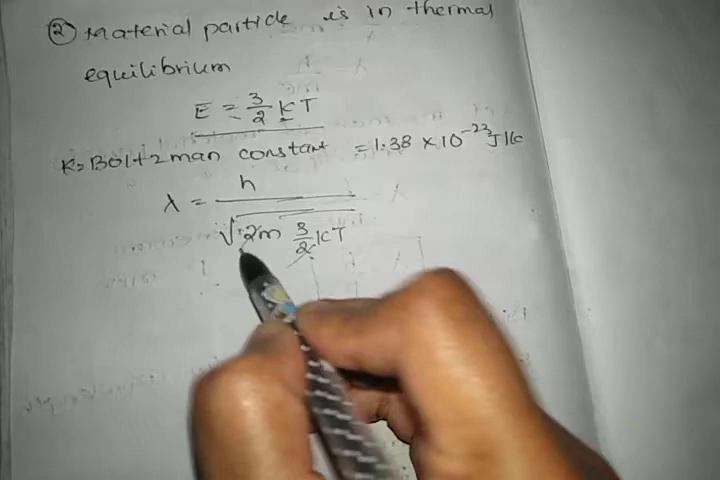 ② Material particle is in thermal
equilibrium
E = 3/2 KT
K = Boltzman constant = 1.38 × 10⁻²³ J/K
λ = h / √(2m 3/2 KT)